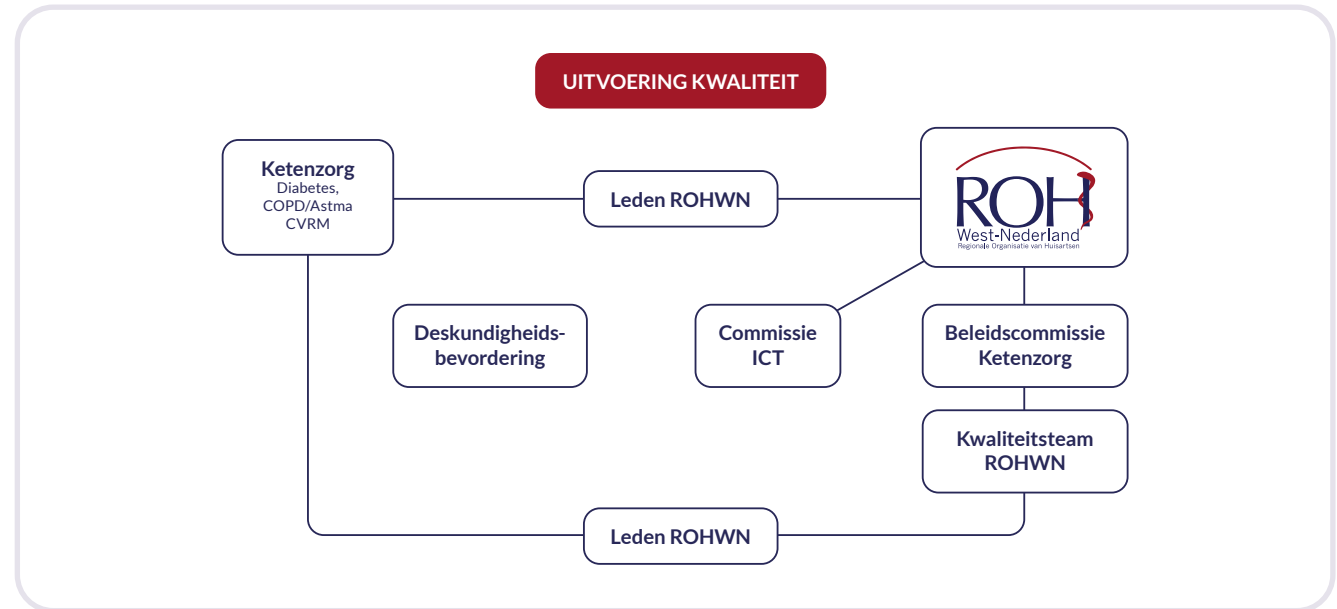 UITVOERING KWALITEIT
Ketenzorg
Diabetes,
COPD/Astma
CVRM
Leden ROHWN
ROH
West-Nederland
Regionale Organisatie van Huisartsen
Deskundigheids-
bevordering
Commissie
ICT
Beleidscommissie
Ketenzorg
Kwaliteitsteam
ROHWN
Leden ROHWN